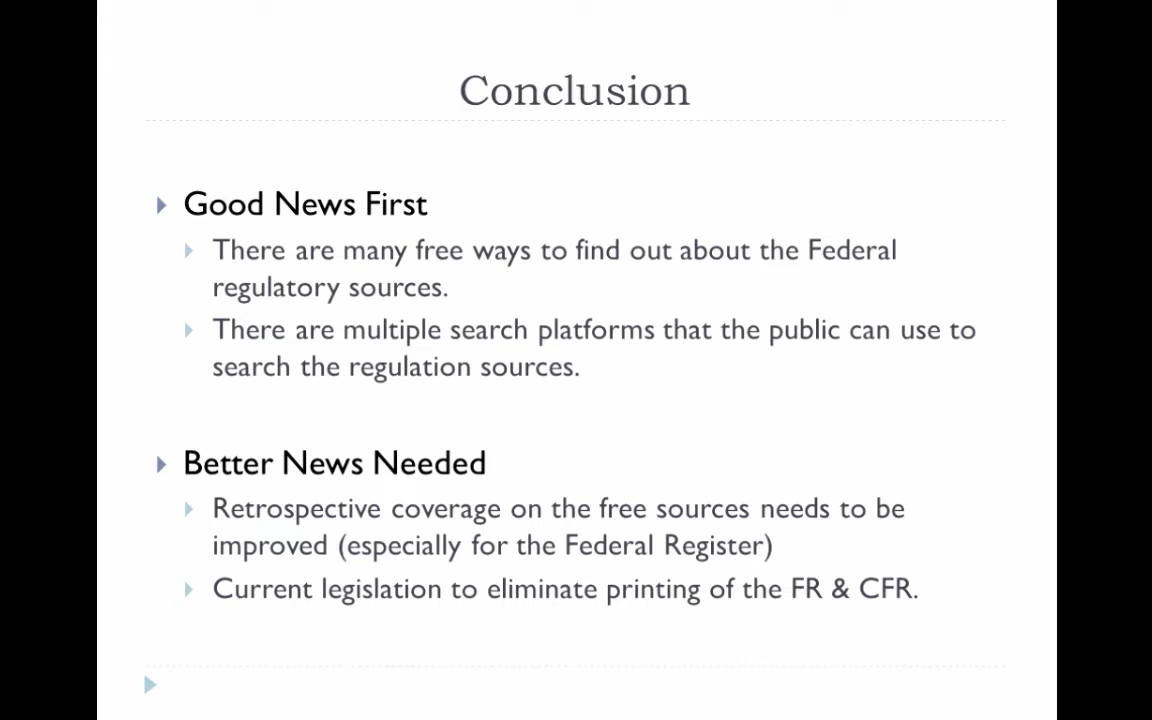 Conclusion
Good News First
There are many free ways to find out about the Federal
regulatory sources.
There are multiple search platforms that the public can use to
search the regulation sources.
Better News Needed
Retrospective coverage on the free sources needs to be
improved (especially for the Federal Register)
Current legislation to eliminate printing of the FR & CFR.